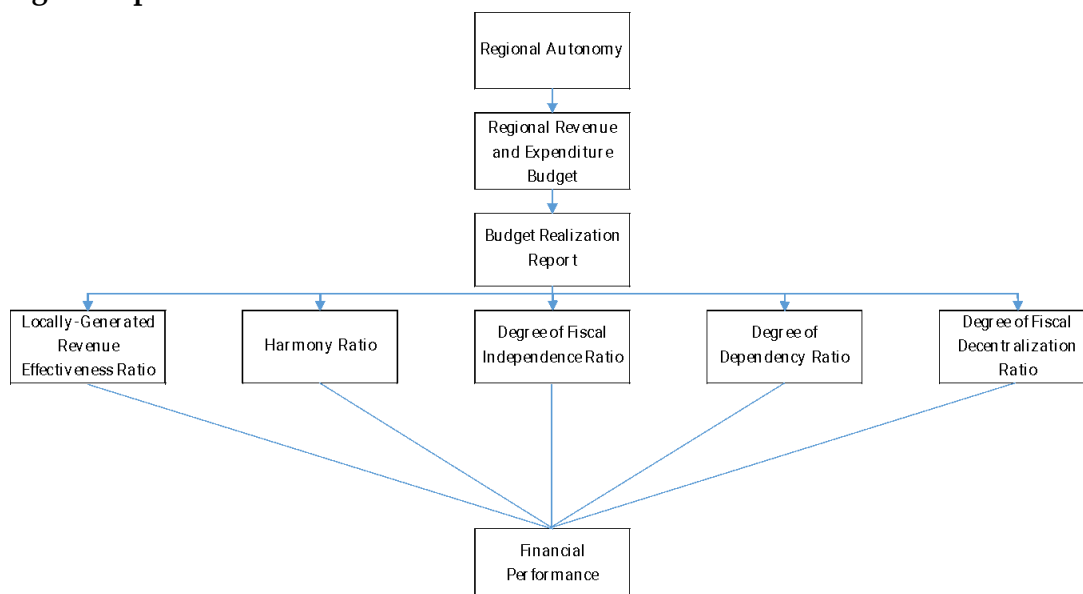 Regional Autonomy
Regional Revenue
and Expenditure
Budget
Budget Realization
Report
Locally-Generated
Revenue
Effectiveness Ratio
Harmony Ratio
Degree of Fiscal
Independence Ratio
Degree of
Dependency Ratio
Degree of Fiscal
Decentralization
Ratio
Financial
Performance